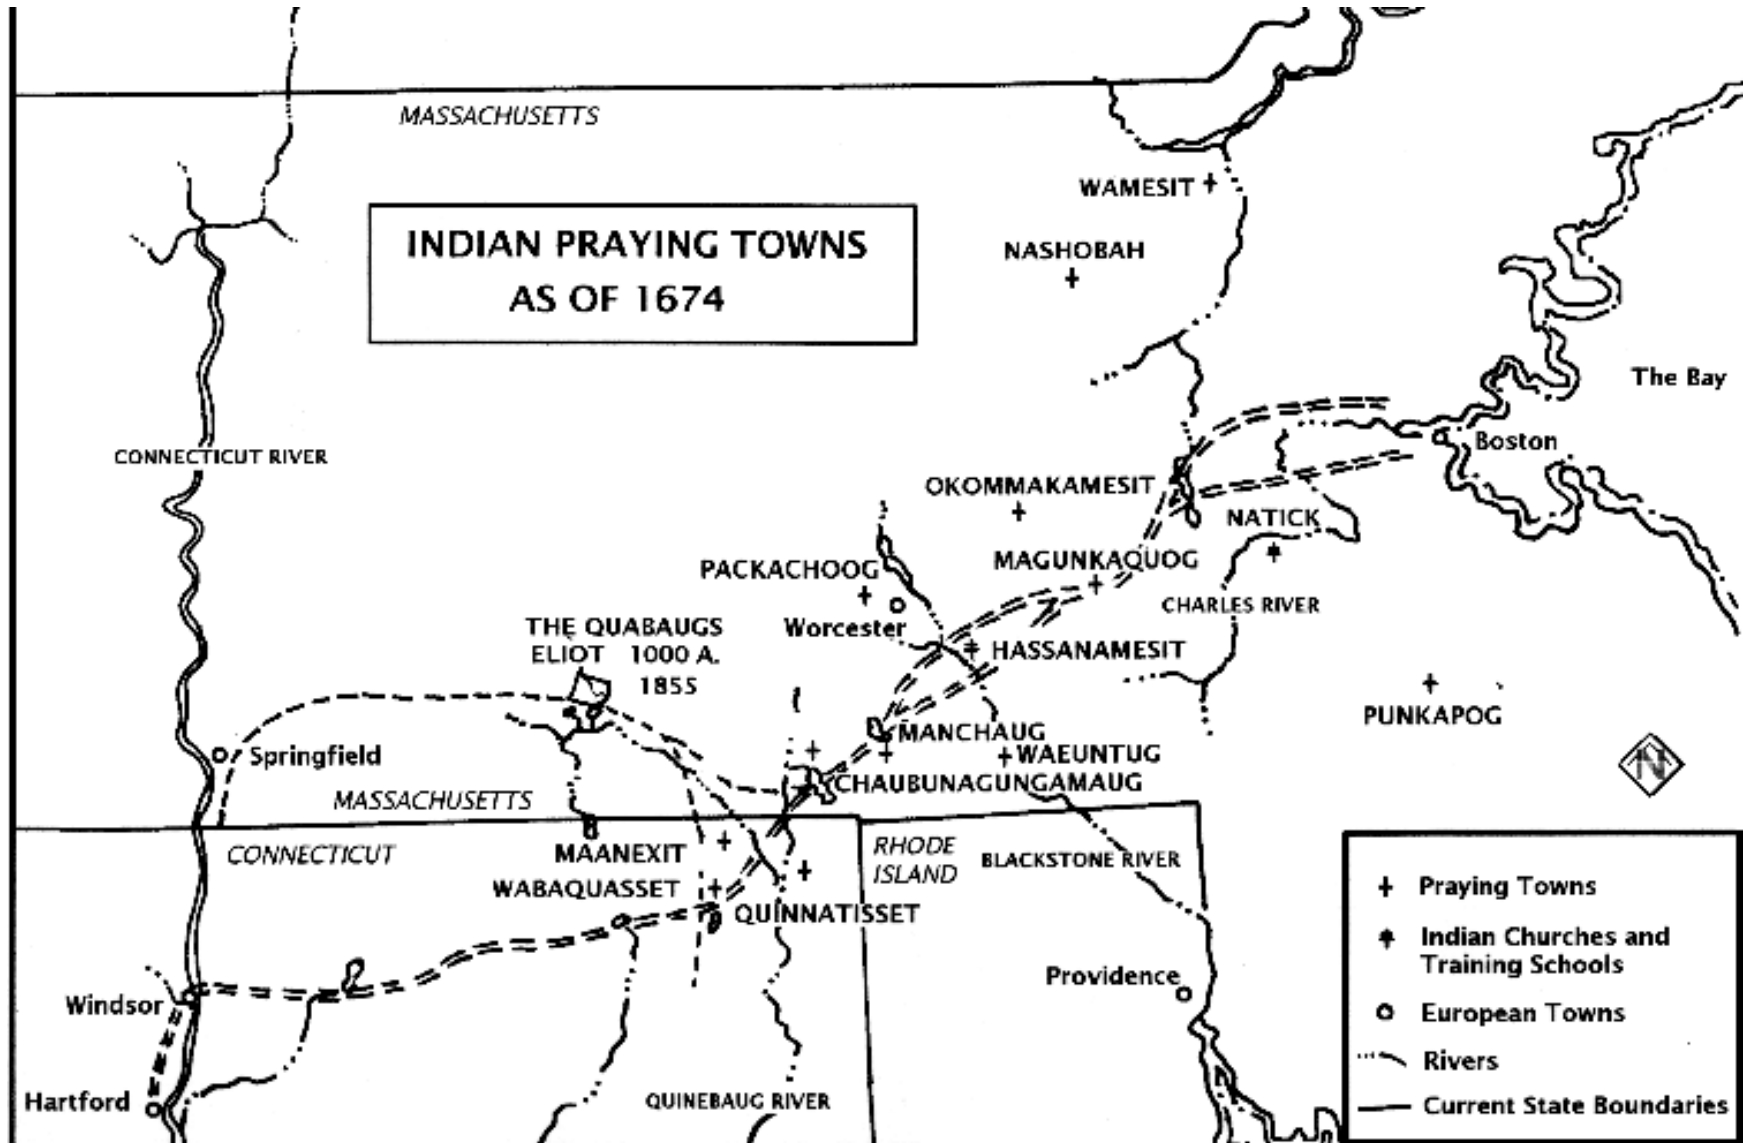 MASSACHUSETTS
WAMESIT
INDIAN PRAYING TOWNS
AS OF 1674
NASHOBAH
The Bay
Boston
CONNECTICUT RIVER
OKOMMAKAMESIT
NATICK
MAGUNKAQUOG
PACKACHOOG
CHARLES RIVER
Worcester
THE QUABAUGS
ELIOT 1000 A.
1855
HASSANAMESIT
PUNKAPOG
MANCHAUG
WAEUNTUG
Springfield
CHAUBUNAGUNGAMAUG
N
MASSACHUSETTS
CONNECTICUT
MAANEXIT
RHODE
ISLAND
BLACKSTONE RIVER
WABAQUASSET
QUINNATISSET
Providence
Windsor
Hartford
QUINEBAUG RIVER
Praying Towns
Indian Churches and
Training Schools
European Towns
Rivers
Current State Boundaries